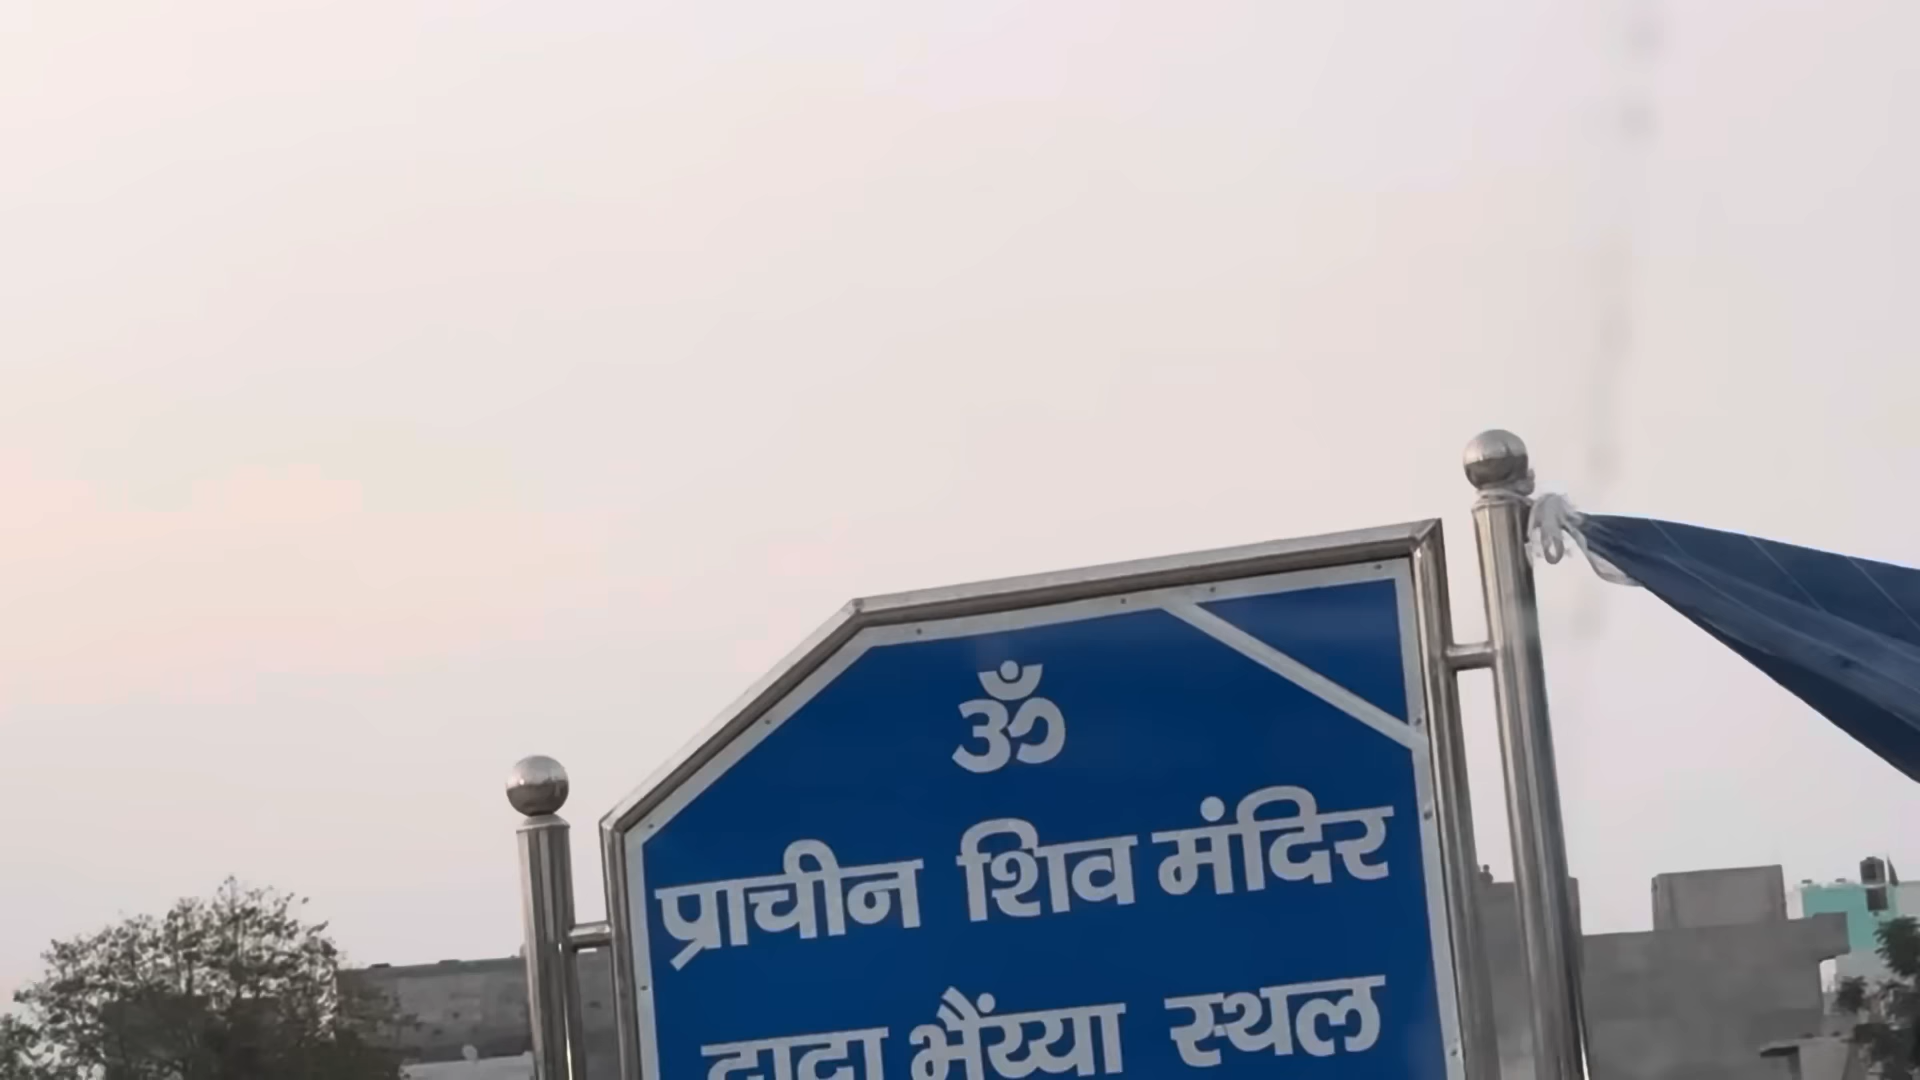 ॐ
प्राचीन शिव मंदिर
दादा भैंय्या स्थल